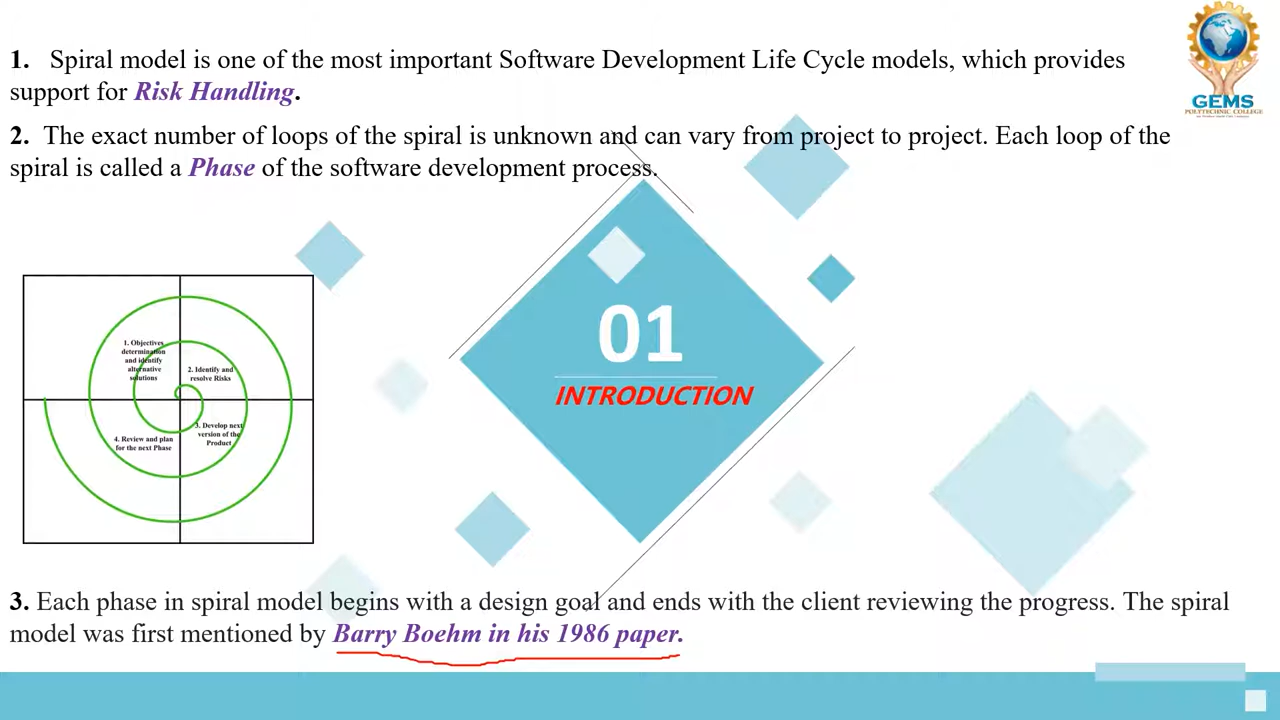 1. Spiral model is one of the most important Software Development Life Cycle models, which provides
support for Risk Handling.
GEMS
POLYTECHNIC COLLEGE
2. The exact number of loops of the spiral is unknown and can vary from project to project. Each loop of the
spiral is called a Phase of the software development process.
01
INTRODUCTION
1. Objectives
determination
and identify
alternative
solutions
2. Identify and
resolve Risks
3. Develop next
version of the
Product
4. Review and plan
for the next Phase
3. Each phase in spiral model begins with a design goal and ends with the client reviewing the progress. The spiral
model was first mentioned by Barry Boehm in his 1986 paper.